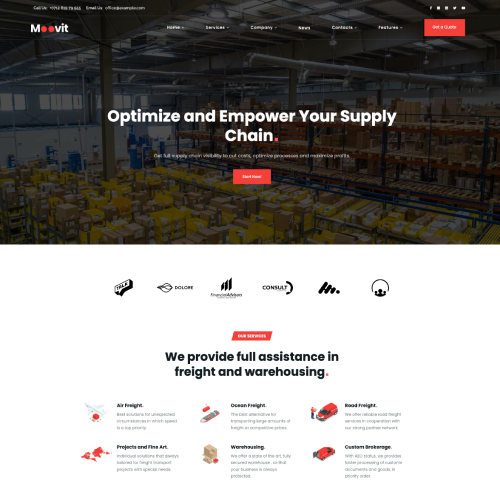 Call Us:
Email Us: office@example.com
Moovit
Home Services Company News Contacts Features
Get a Quote
Optimize and Empower Your Supply
Chain.
Get full supply chain visibility to cut costs, optimize processes and maximize profits.
Start Now!
TALK
DOLORE
FinancialAdvisor
CONSULT
OUR SERVICES
We provide full assistance in
freight and warehousing.
Air Freight.
Best solutions for unexpected
circumstances in which speed
is a top priority.
Ocean Freight.
The best alternative for
transporting large amounts of
freight at competitive prices.
Road Freight.
We offer reliable road freight
services in cooperation with
our strong partner network.
Projects and Fine Art.
Individual solutions that always
tailored for freight transport
projects with special needs.
Warehousing.
We offer a state of the art, fully
secured warehouse, so that
your business is always
protected.
Custom Brokerage.
With AEO status, we provides
faster processing of customs
documents and goods, in
priority order.